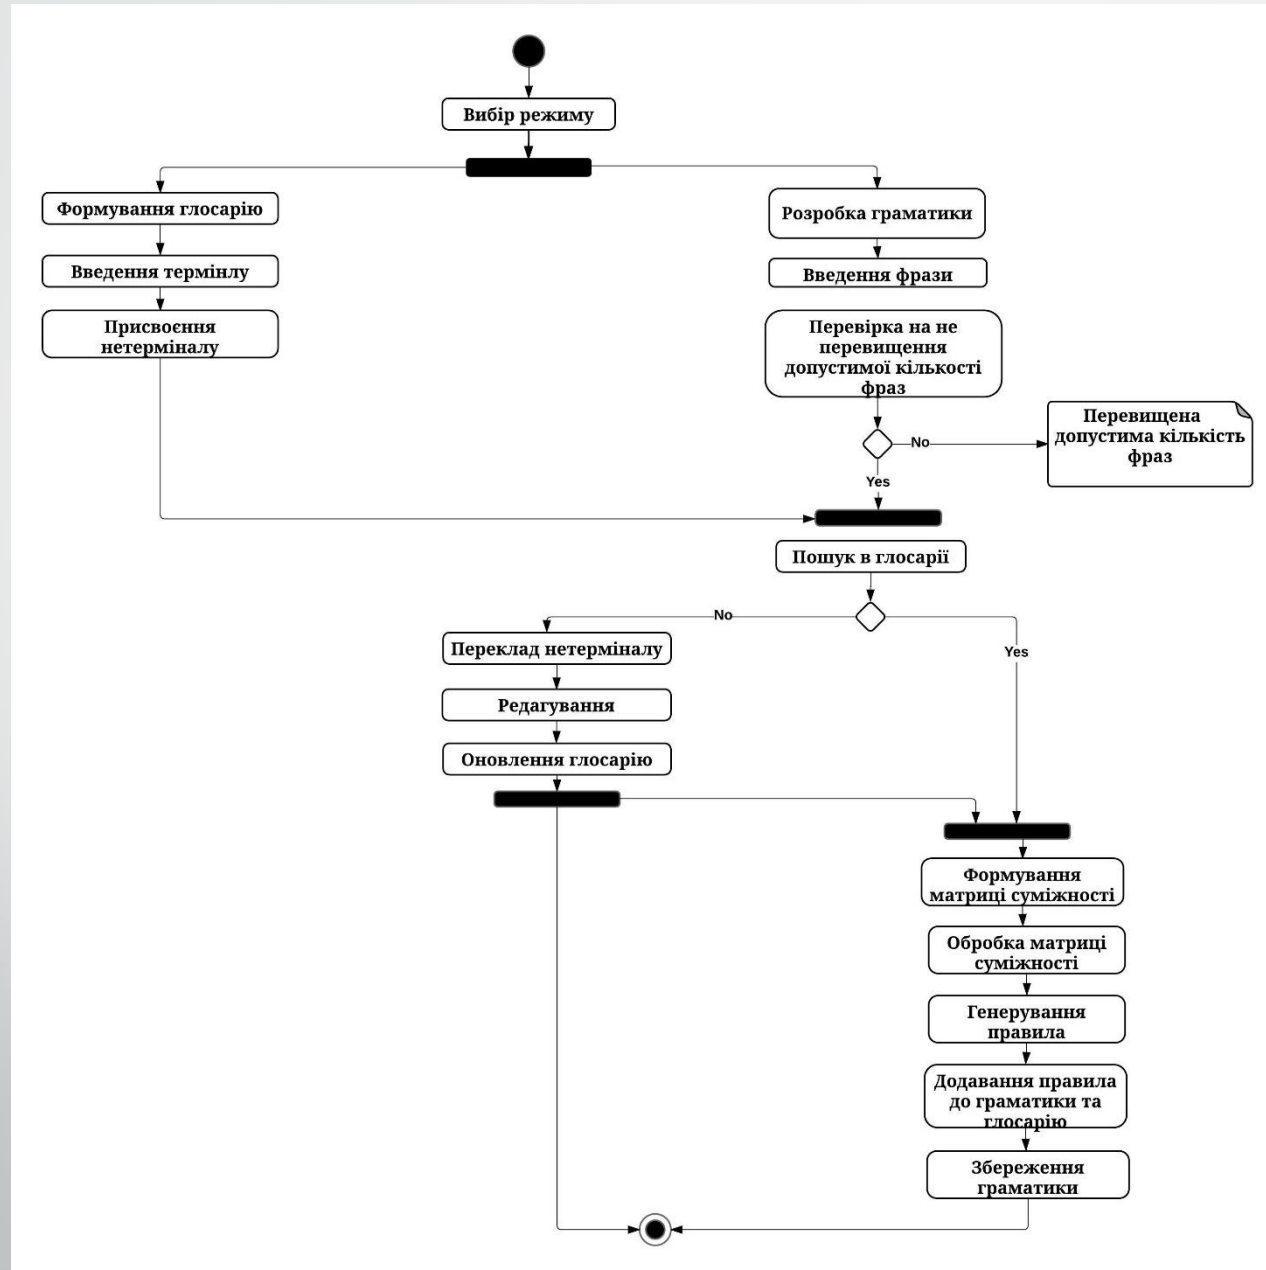 Вибір режиму
Формування глосарію
Введення термінлу
Присвоєння
нетерміналу
Розробка граматики
Введення фрази
Перевірка на не
перевищення
допустимої кількості
фраз
No
Перевищена
допустима кількість
фраз
Yes
Пошук в глосарії
No
Yes
Переклад нетерміналу
Редагування
Оновлення глосарію
Формування
матриці суміжності
Обробка матриці
суміжності
Генерування
правила
Додавання правила
до граматики та
глосарію
Збереження
граматики